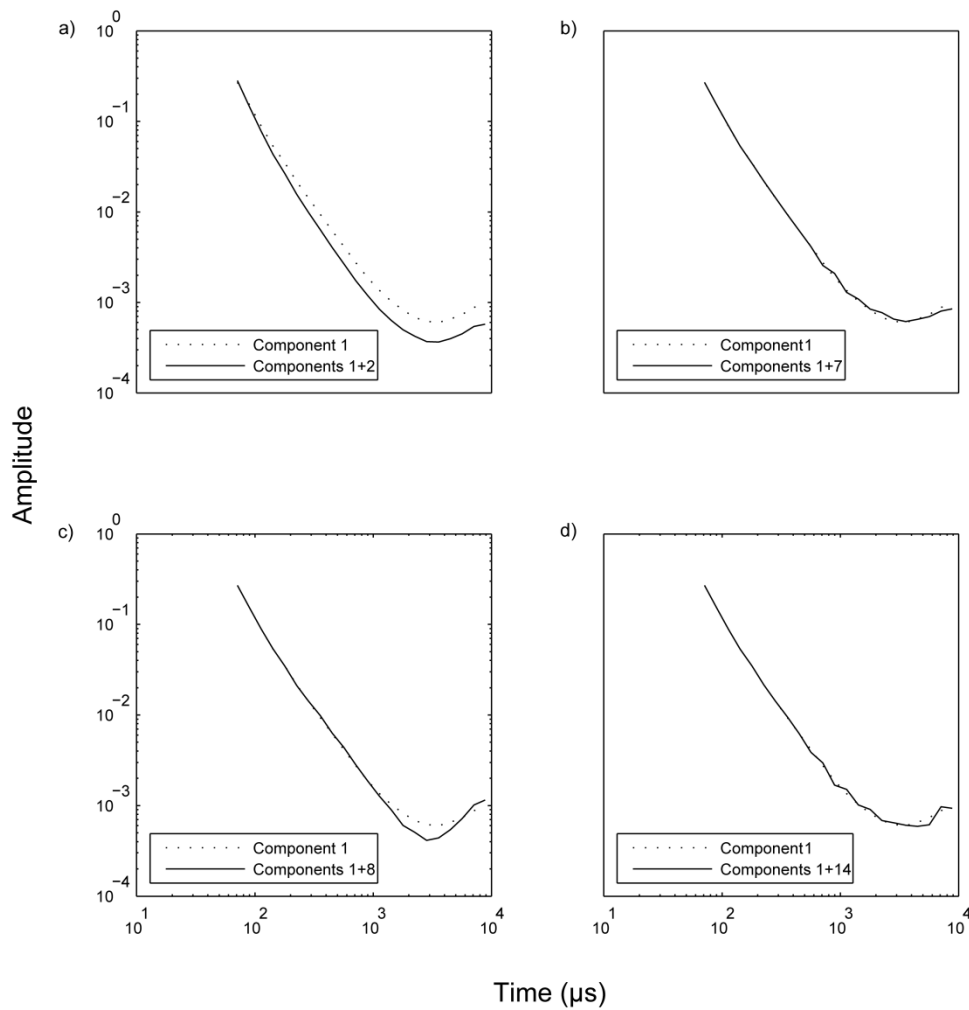 a)
10^0
10^−1
10^−2
10^−3
10^−4
Component 1
Components 1+2
b)
Component1
Components 1+7
Amplitude
c)
10^0
10^−1
10^−2
10^−3
10^−4
Component 1
Components 1+8
10^1
10^2
10^3
10^4
d)
Component1
Components 1+14
10^1
10^2
10^3
10^4
Time (μs)